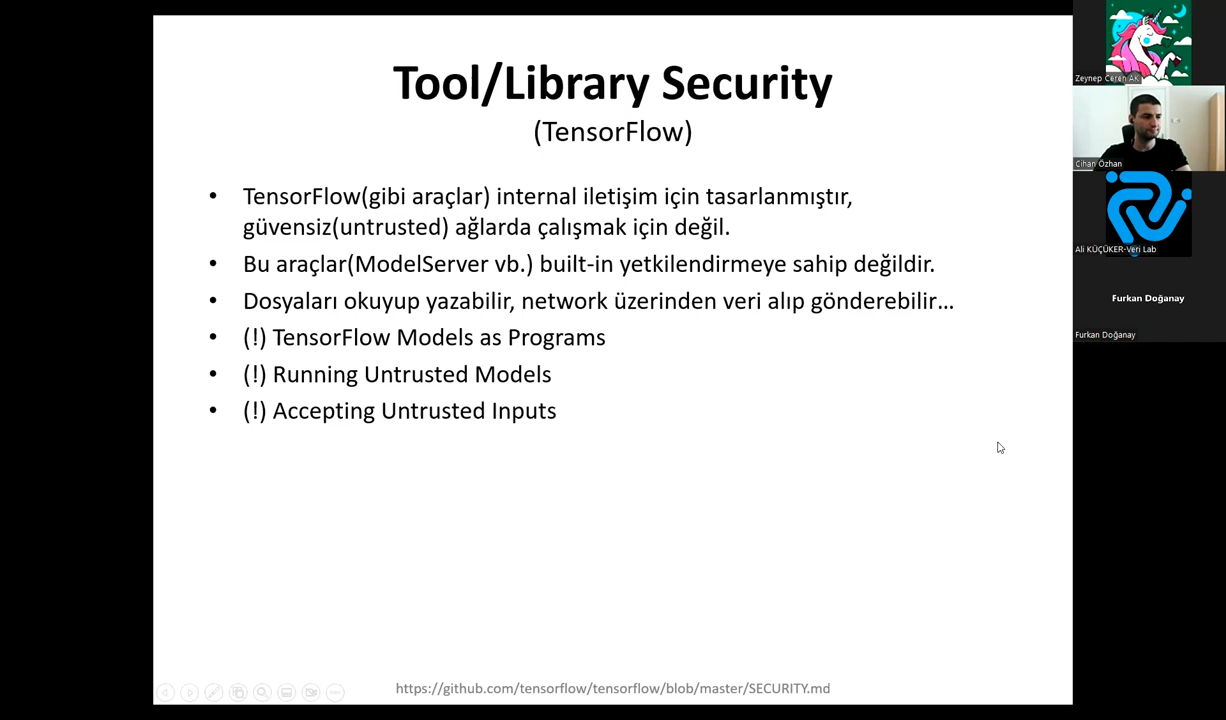 Tool/Library Security
(TensorFlow)
• TensorFlow(gibi araçlar) internal iletişim için tasarlanmıştır,
güvensiz(untrusted) ağlarda çalışmak için değil.
• Bu araçlar(ModelServer vb.) built-in yetkilendirmeye sahip değildir.
• Dosyaları okuyup yazabilir, network üzerinden veri alıp gönderebilir...
• (!) TensorFlow Models as Programs
• (!) Running Untrusted Models
• (!) Accepting Untrusted Inputs
https://github.com/tensorflow/tensorflow/blob/master/SECURITY.md
Zeynep Ceren AK
Cihan Özhan
Ali KÜÇÜKER-Veri Lab
Furkan Doğanay
Furkan Doğanay